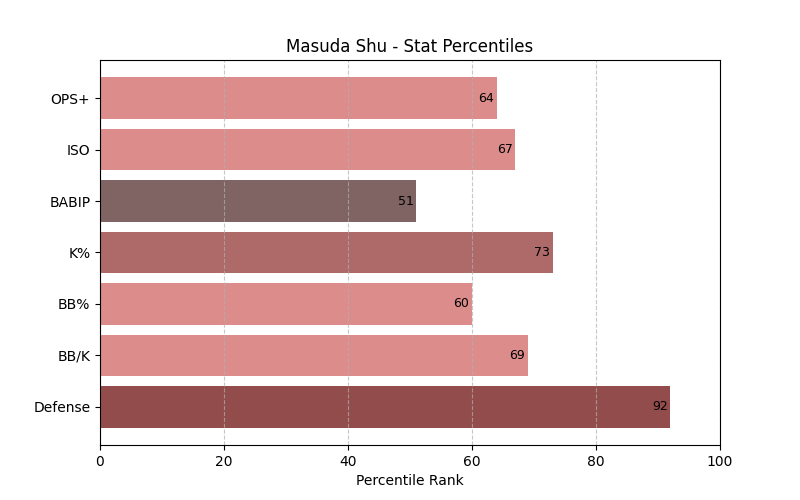 Masuda Shu - Stat Percentiles
OPS+ 64
ISO 67
BABIP 51
K% 73
BB% 60
BB/K 69
Defense 92
0 20 40 60 80 100
Percentile Rank